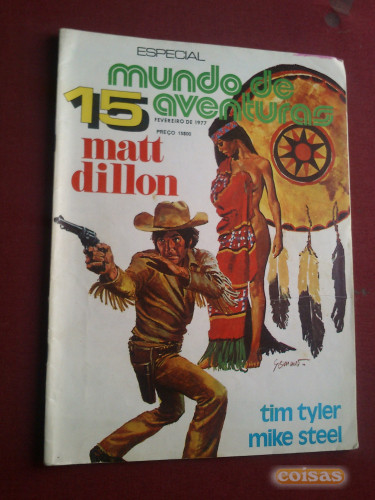 ESPECIAL
mundo de
aventuras
15
FEVEREIRO DE 1977
PREÇO 15$00
matt
dillon
tim tyler
mike steel
coisas